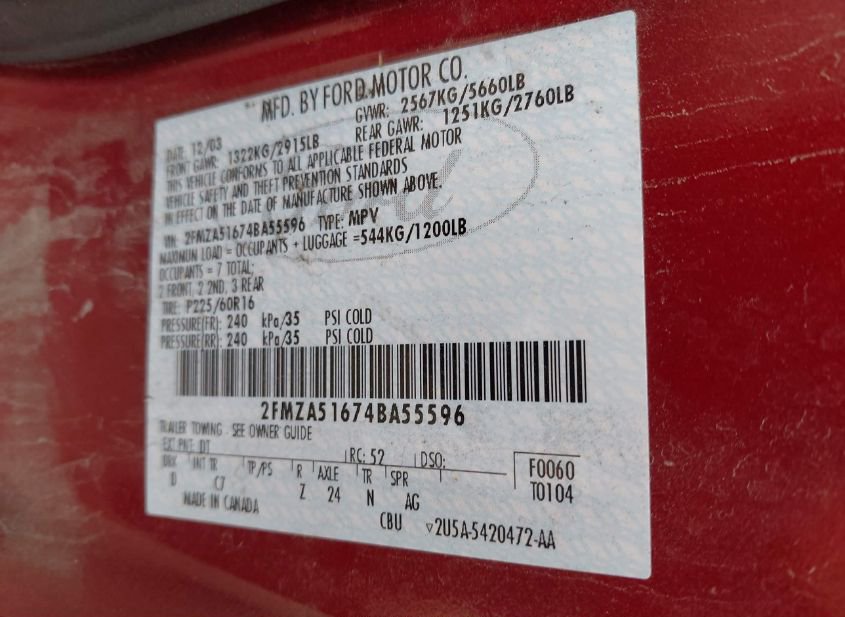 MFD. BY FORD MOTOR CO.
DATE: 12/03 GVWR: 2567KG/5660LB
FRONT GAWR: 1322KG/2915LB REAR GAWR: 1251KG/2760LB
THIS VEHICLE CONFORMS TO ALL APPLICABLE FEDERAL MOTOR
VEHICLE SAFETY AND THEFT PREVENTION STANDARDS
IN EFFECT ON THE DATE OF MANUFACTURE SHOWN ABOVE.
Ford
VIN: 2FMZA51674BA55596 TYPE: MPV
MAXIMUM LOAD = OCCUPANTS + LUGGAGE =544KG/1200LB
OCCUPANTS = 7 TOTAL;
2 FRONT, 2 2ND, 3 REAR
TIRE: P225/60R16
PRESSURE(FR): 240 kPa/35 PSI COLD
PRESSURE(RR): 240 kPa/35 PSI COLD
2FMZA51674BA55596
TRAILER TOWING - SEE OWNER GUIDE
EXT PNT: DT RC: 52 DSO: F0060
BRK INT TR TP/PS R AXLE TR SPR T0104
D C7 Z 24 N AG
MADE IN CANADA CBU ▽2U5A-5420472-AA